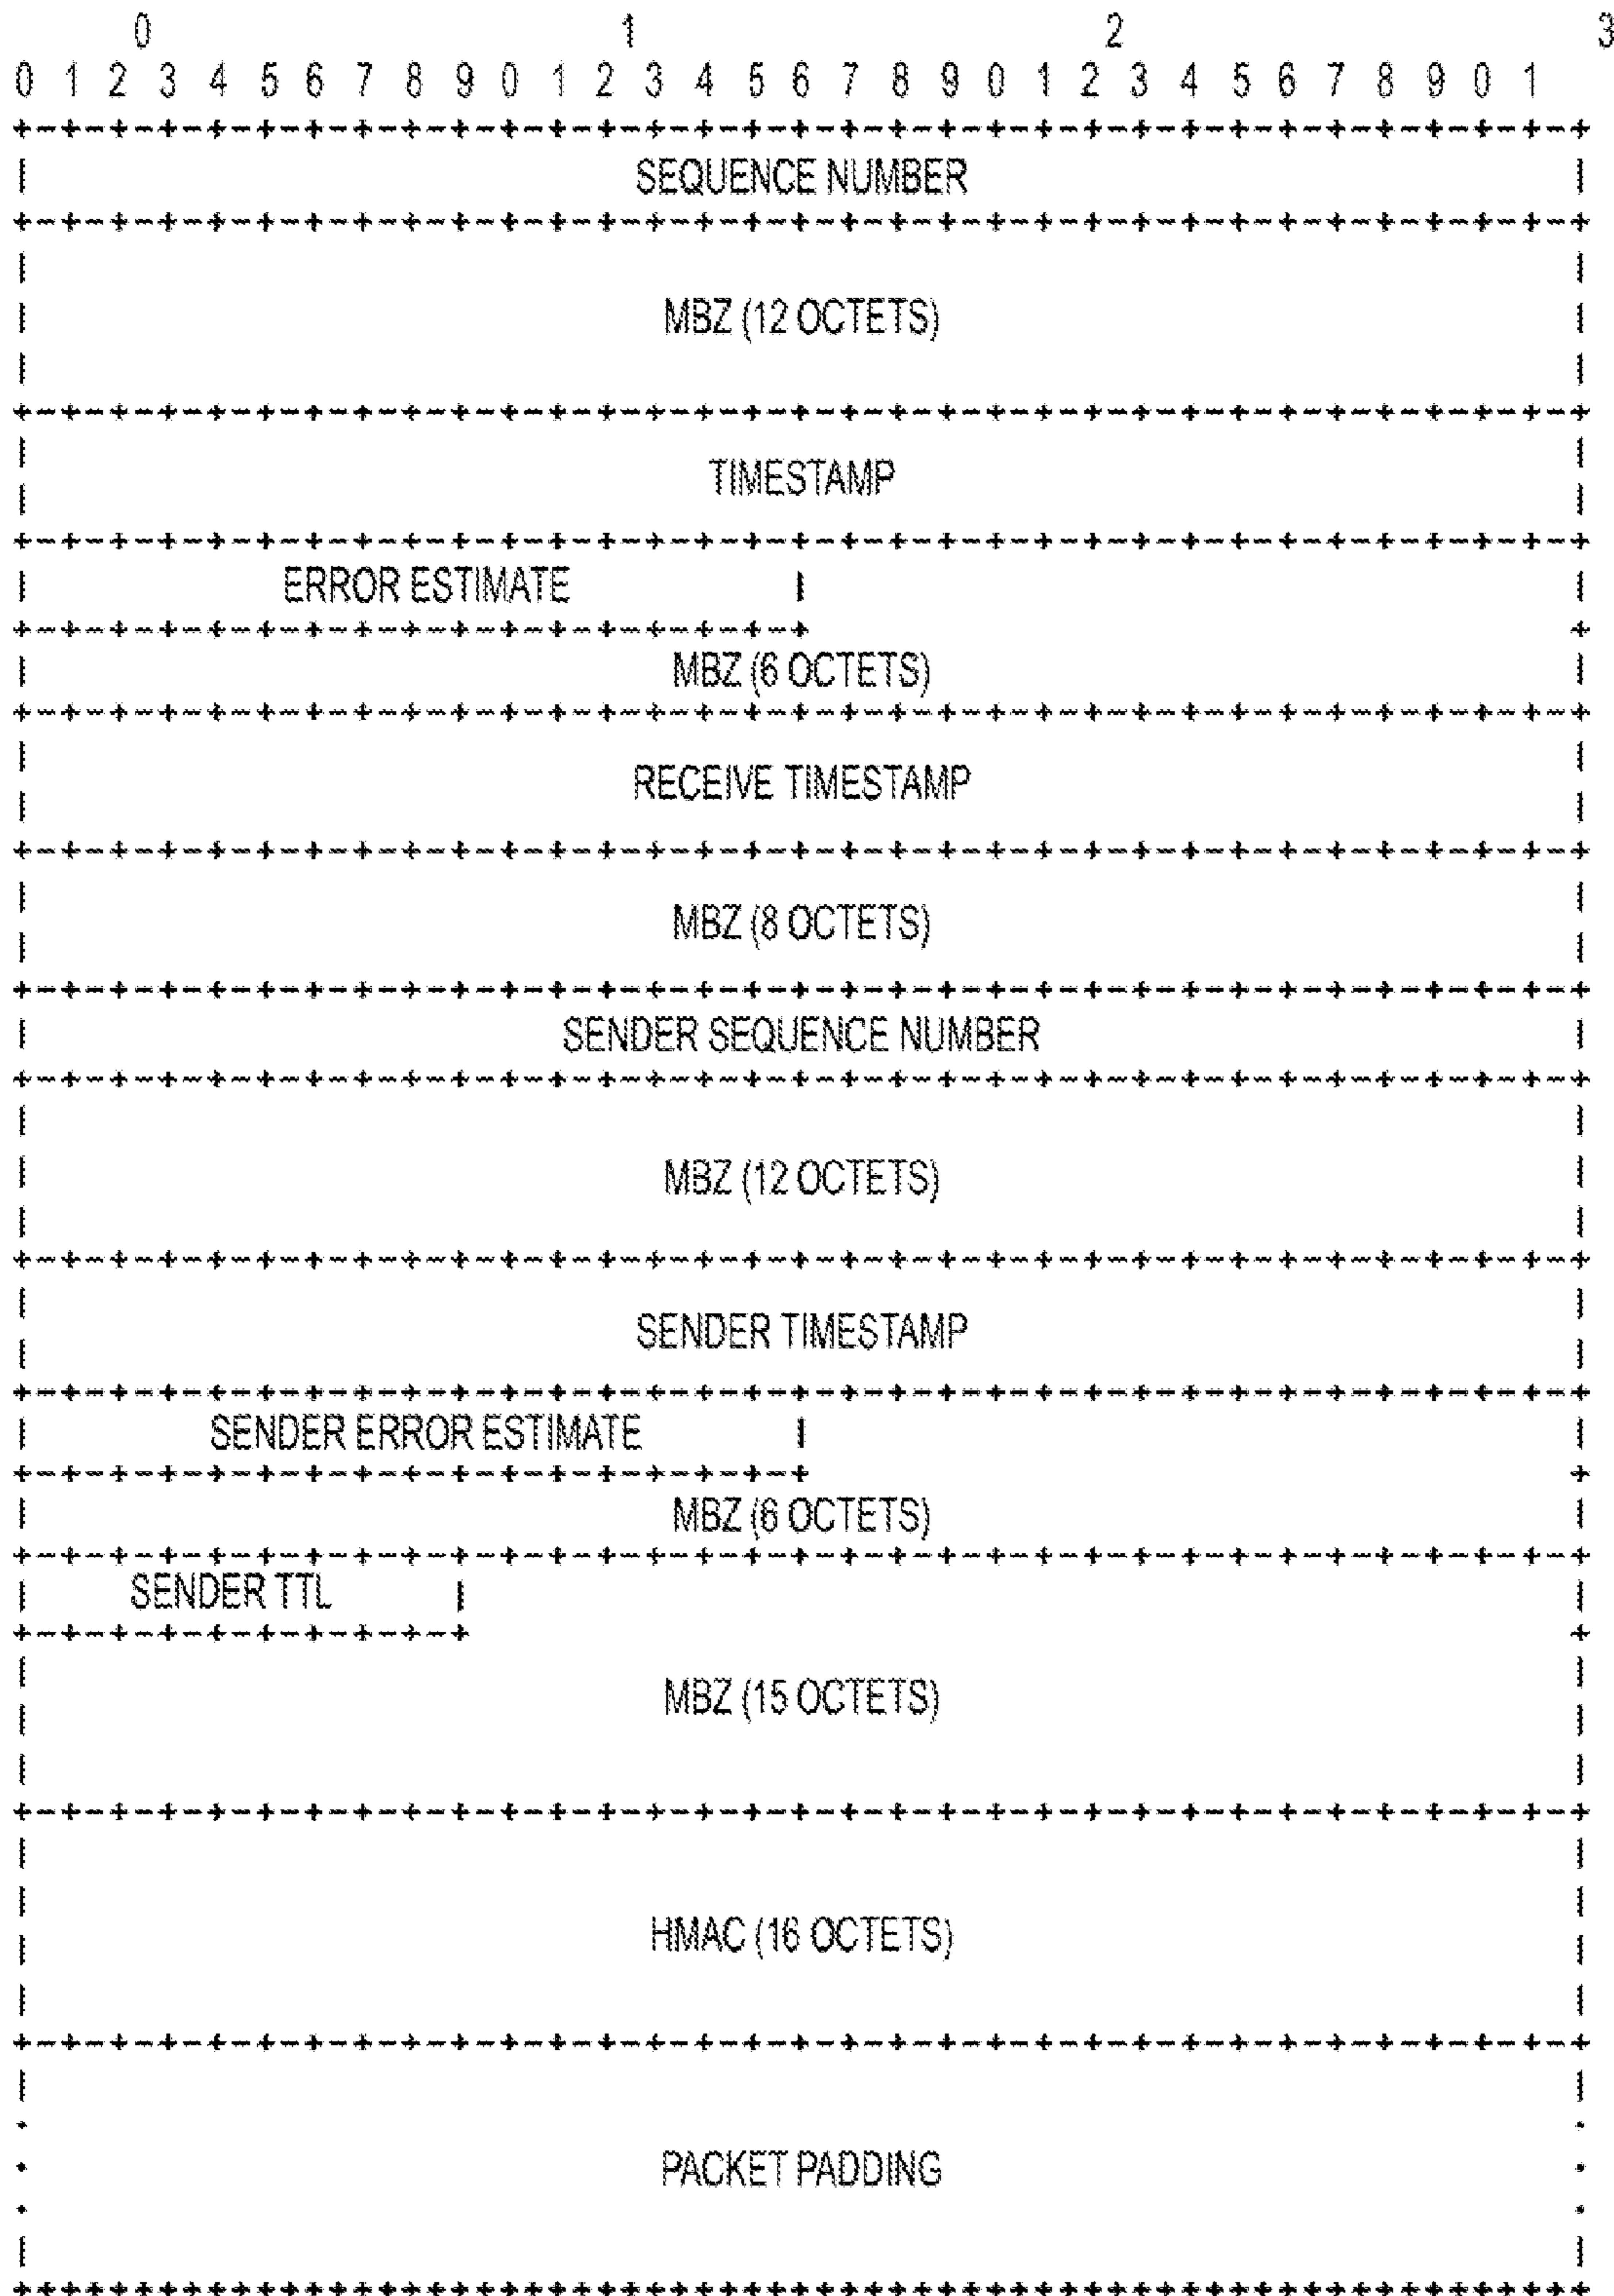 0 1 2 3
0 1 2 3 4 5 6 7 8 9 0 1 2 3 4 5 6 7 8 9 0 1 2 3 4 5 6 7 8 9 0 1
SEQUENCE NUMBER
MBZ (12 OCTETS)
TIMESTAMP
ERROR ESTIMATE
MBZ (6 OCTETS)
RECEIVE TIMESTAMP
MBZ (8 OCTETS)
SENDER SEQUENCE NUMBER
MBZ (12 OCTETS)
SENDER TIMESTAMP
SENDER ERROR ESTIMATE
MBZ (6 OCTETS)
SENDER TTL
MBZ (15 OCTETS)
HMAC (16 OCTETS)
PACKET PADDING